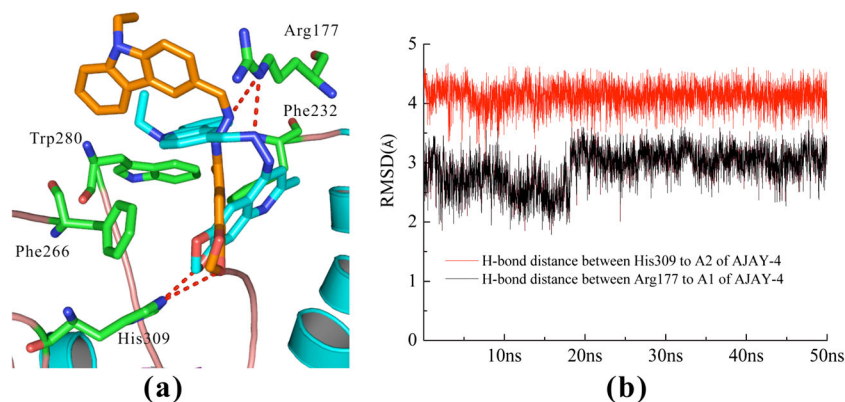 Arg177
Phe232
Trp280
Phe266
His309
(a)
(b)
RMSD(A)
5
4
3
2
1
0
H-bond distance between His309 to A2 of AJAY-4
H-bond distance between Arg177 to A1 of AJAY-4
10ns 20ns 30ns 40ns 50ns